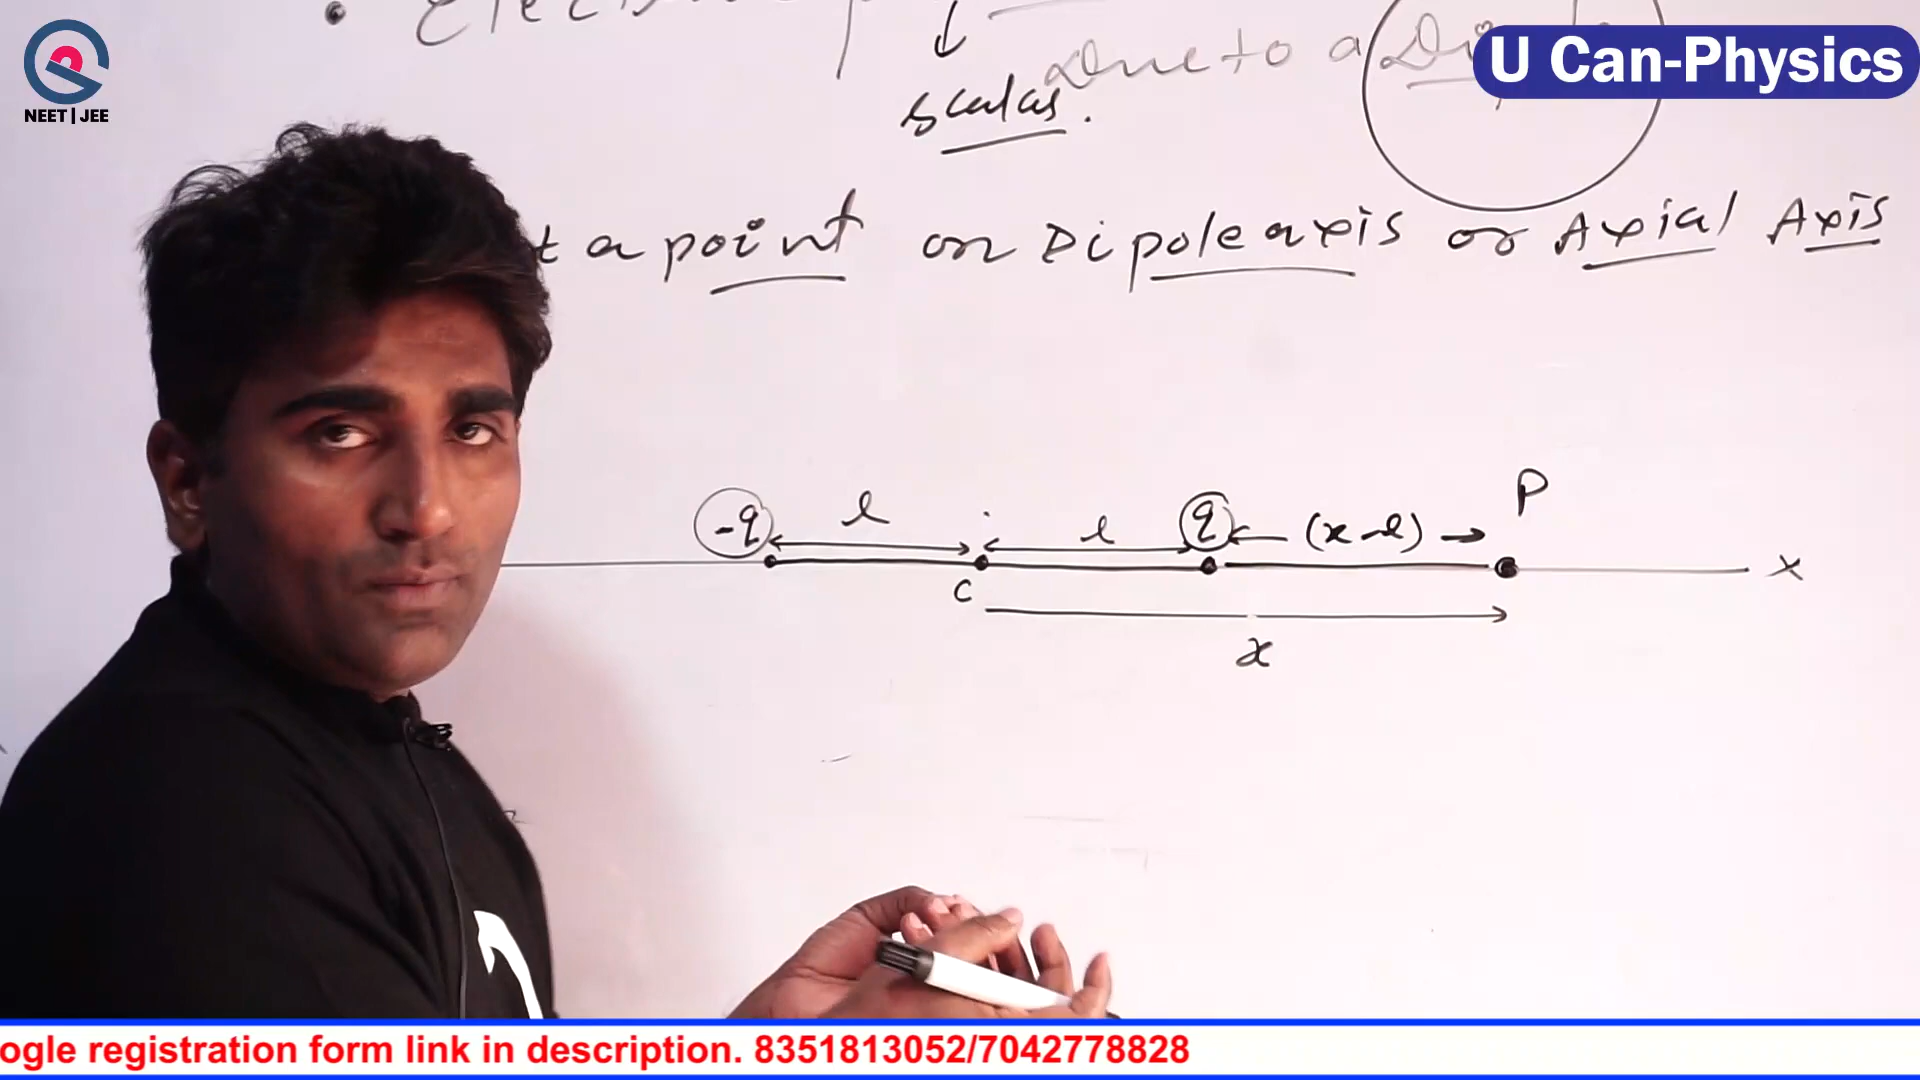 NEET | JEE
U Can-Physics
Due to a
scalar.
t a point on Dipole axis or Axial Axis
P
-q l l q (x-l)
C X
x
ogle registration form link in description. 8351813052/7042778828